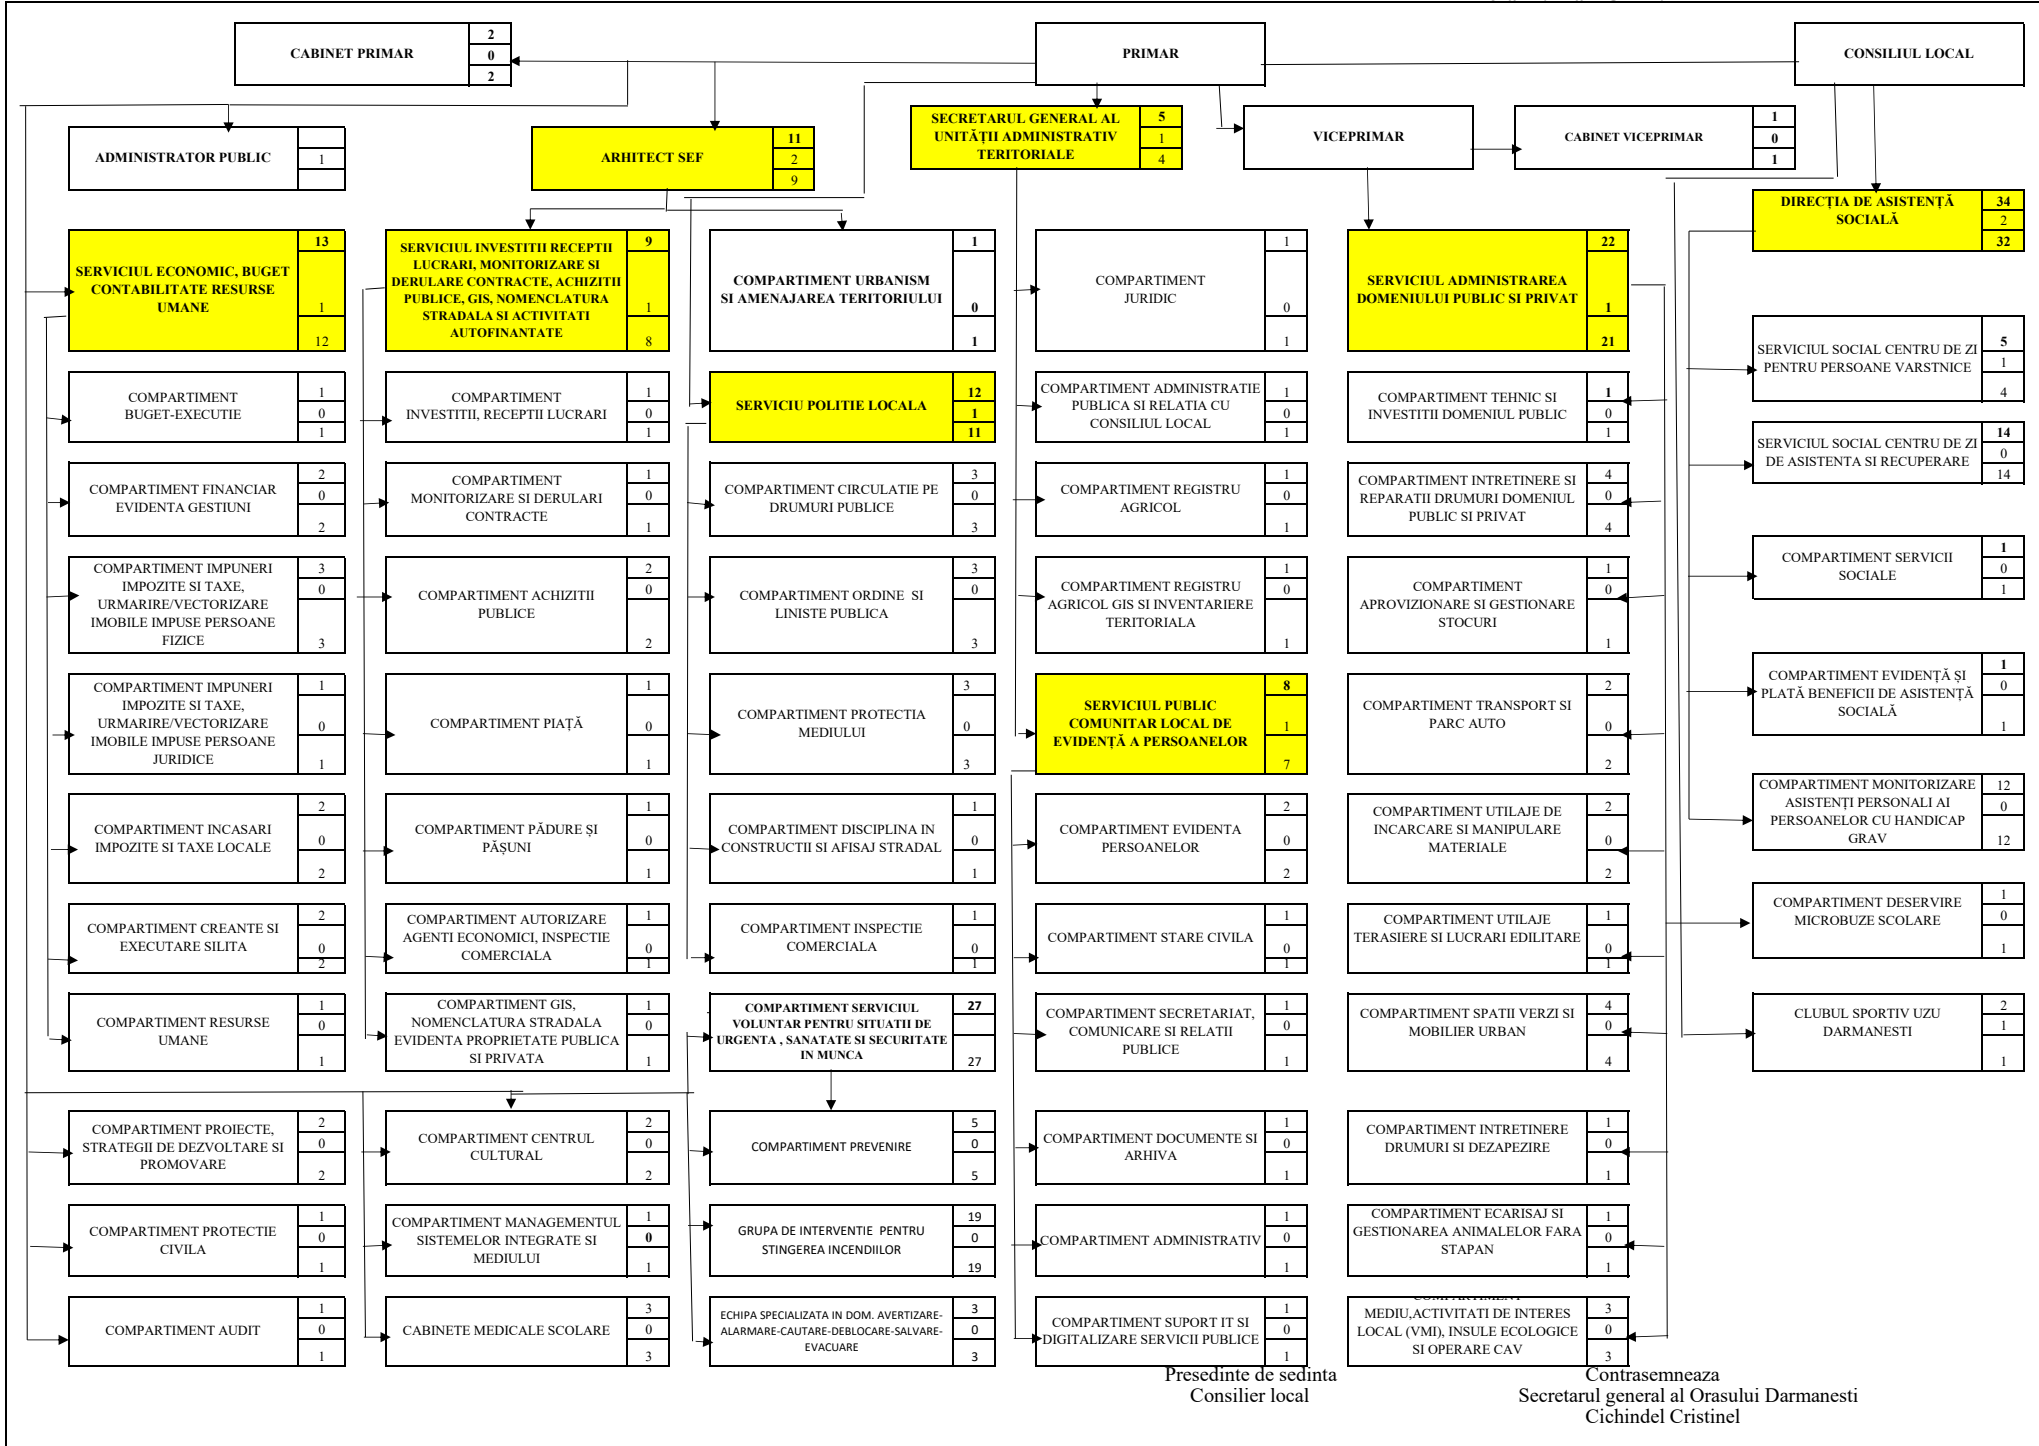 CABINET PRIMAR
2
0
2
PRIMAR
CONSILIUL LOCAL
ADMINISTRATOR PUBLIC
1
ARHITECT SEF
11
2
9
SECRETARUL GENERAL AL
UNITĂȚII ADMINISTRATIV
TERITORIALE
5
1
4
VICEPRIMAR
CABINET VICEPRIMAR
1
0
1
DIRECȚIA DE ASISTENȚĂ
SOCIALĂ
34
2
32
SERVICIUL ECONOMIC, BUGET
CONTABILITATE RESURSE
UMANE
13
1
12
SERVICIUL INVESTITII RECEPTII
LUCRARI, MONITORIZARE SI
DERULARE CONTRACTE, ACHIZITII
PUBLICE, GIS, NOMENCLATURA
STRADALA SI ACTIVITATI
AUTOFINANTATE
9
1
8
COMPARTIMENT URBANISM
SI AMENAJAREA TERITORIULUI
1
0
1
COMPARTIMENT
JURIDIC
1
0
1
SERVICIUL ADMINISTRAREA
DOMENIULUI PUBLIC SI PRIVAT
22
1
21
SERVICIUL SOCIAL CENTRU DE ZI
PENTRU PERSOANE VARSTNICE
5
1
4
COMPARTIMENT
BUGET-EXECUTIE
1
0
1
COMPARTIMENT
INVESTITII, RECEPTII LUCRARI
1
0
1
SERVICIU POLITIE LOCALA
12
1
11
COMPARTIMENT ADMINISTRATIE
PUBLICA SI RELATIA CU
CONSILIUL LOCAL
1
0
1
COMPARTIMENT TEHNIC SI
INVESTITII DOMENIUL PUBLIC
1
0
1
SERVICIUL SOCIAL CENTRU DE ZI
DE ASISTENTA SI RECUPERARE
14
0
14
COMPARTIMENT FINANCIAR
EVIDENTA GESTIUNI
2
0
2
COMPARTIMENT
MONITORIZARE SI DERULARI
CONTRACTE
1
0
1
COMPARTIMENT CIRCULATIE PE
DRUMURI PUBLICE
3
0
3
COMPARTIMENT REGISTRU
AGRICOL
1
0
1
COMPARTIMENT INTRETINERE SI
REPARATII DRUMURI DOMENIUL
PUBLIC SI PRIVAT
4
0
4
COMPARTIMENT SERVICII
SOCIALE
1
0
1
COMPARTIMENT IMPUNERI
IMPOZITE SI TAXE,
URMARIRE/VECTORIZARE
IMOBILE IMPUSE PERSOANE
FIZICE
3
0
3
COMPARTIMENT ACHIZITII
PUBLICE
2
0
2
COMPARTIMENT ORDINE SI
LINISTE PUBLICA
3
0
3
COMPARTIMENT REGISTRU
AGRICOL GIS SI INVENTARIERE
TERITORIALA
1
0
1
COMPARTIMENT
APROVIZIONARE SI GESTIONARE
STOCURI
1
0
1
COMPARTIMENT EVIDENȚĂ ȘI
PLATĂ BENEFICII DE ASISTENȚĂ
SOCIALĂ
1
0
1
COMPARTIMENT IMPUNERI
IMPOZITE SI TAXE,
URMARIRE/VECTORIZARE
IMOBILE IMPUSE PERSOANE
JURIDICE
1
0
1
COMPARTIMENT PIAȚĂ
1
0
1
COMPARTIMENT PROTECTIA
MEDIULUI
3
0
3
SERVICIUL PUBLIC
COMUNITAR LOCAL DE
EVIDENȚĂ A PERSOANELOR
8
1
7
COMPARTIMENT TRANSPORT SI
PARC AUTO
2
0
2
COMPARTIMENT MONITORIZARE
ASISTENȚI PERSONALI AI
PERSOANELOR CU HANDICAP
GRAV
12
0
12
COMPARTIMENT INCASARI
IMPOZITE SI TAXE LOCALE
2
0
2
COMPARTIMENT PĂDURE ȘI
PĂȘUNI
1
0
1
COMPARTIMENT DISCIPLINA IN
CONSTRUCTII SI AFISAJ STRADAL
1
0
1
COMPARTIMENT EVIDENTA
PERSOANELOR
2
0
2
COMPARTIMENT UTILAJE DE
INCARCARE SI MANIPULARE
MATERIALE
2
0
2
COMPARTIMENT DESERVIRE
MICROBUZE SCOLARE
1
0
1
COMPARTIMENT CREANTE SI
EXECUTARE SILITA
2
0
2
COMPARTIMENT AUTORIZARE
AGENTI ECONOMICI, INSPECTIE
COMERCIALA
1
0
1
COMPARTIMENT INSPECTIE
COMERCIALA
1
0
1
COMPARTIMENT STARE CIVILA
1
0
1
COMPARTIMENT UTILAJE
TERASIERE SI LUCRARI EDILITARE
1
0
1
CLUBUL SPORTIV UZU
DARMANESTI
2
1
1
COMPARTIMENT RESURSE
UMANE
1
0
1
COMPARTIMENT GIS,
NOMENCLATURA STRADALA
EVIDENTA PROPRIETATE PUBLICA
SI PRIVATA
1
0
1
COMPARTIMENT SERVICIUL
VOLUNTAR PENTRU SITUATII DE
URGENTA , SANATATE SI SECURITATE
IN MUNCA
27
27
COMPARTIMENT SECRETARIAT,
COMUNICARE SI RELATII
PUBLICE
1
0
1
COMPARTIMENT SPATII VERZI SI
MOBILIER URBAN
4
0
4
COMPARTIMENT PROIECTE,
STRATEGII DE DEZVOLTARE SI
PROMOVARE
2
0
2
COMPARTIMENT CENTRUL
CULTURAL
2
0
2
COMPARTIMENT PREVENIRE
5
0
5
COMPARTIMENT DOCUMENTE SI
ARHIVA
1
0
1
COMPARTIMENT INTRETINERE
DRUMURI SI DEZAPEZIRE
1
0
1
COMPARTIMENT PROTECTIE
CIVILA
1
0
1
COMPARTIMENT MANAGEMENTUL
SISTEMELOR INTEGRATE SI
MEDIULUI
1
0
1
GRUPA DE INTERVENTIE PENTRU
STINGEREA INCENDIILOR
19
0
19
COMPARTIMENT ADMINISTRATIV
1
0
1
COMPARTIMENT ECARISAJ SI
GESTIONAREA ANIMALELOR FARA
STAPAN
1
0
1
COMPARTIMENT AUDIT
1
0
1
CABINETE MEDICALE SCOLARE
3
0
3
ECHIPA SPECIALIZATA IN DOM. AVERTIZARE-
ALARMARE-CAUTARE-DEBLOCARE-SALVARE-
EVACUARE
3
0
3
COMPARTIMENT SUPORT IT SI
DIGITALIZARE SERVICII PUBLICE
1
0
1
COMPARTIMENT
MEDIU,ACTIVITATI DE INTERES
LOCAL (VMI), INSULE ECOLOGICE
SI OPERARE CAV
3
0
3
Presedinte de sedinta
Consilier local
Contrasemneaza
Secretarul general al Orasului Darmanesti
Cichindel Cristinel